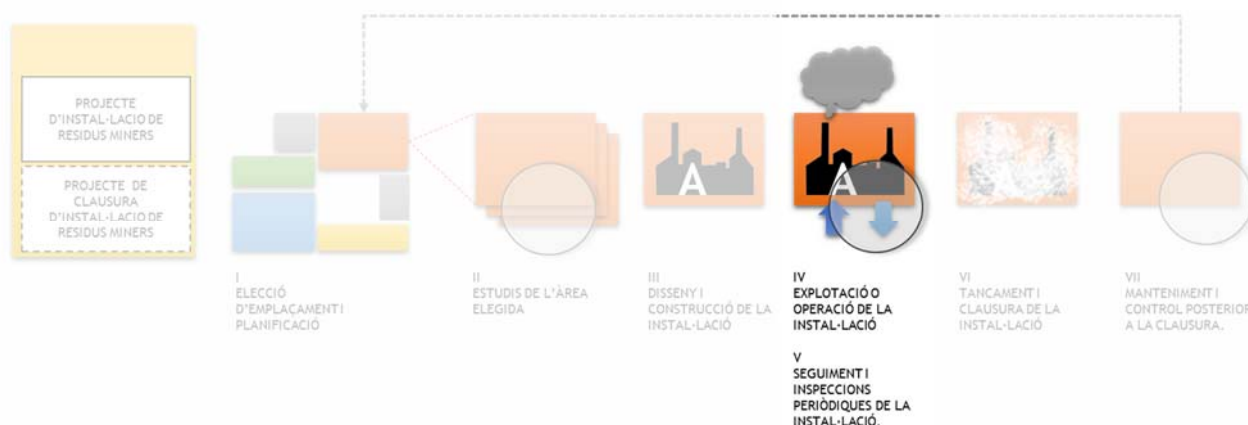 PROJECTE
D'INSTAL·LACIO DE
RESIDUS MINERS
PROJECTE DE
CLAUSURA
D'INSTAL·LACIO DE
RESIDUS MINERS
A
A
I
ELECCIÓ
D'EMPLAÇAMENT I
PLANIFICACIÓ
II
ESTUDIS DE L'ÀREA
ELEGIDA
III
DISSENY I
CONSTRUCCIÓ DE LA
INSTAL·LACIÓ
IV
EXPLOTACIÓ O
OPERACIÓ DE LA
INSTAL·LACIÓ
V
SEGUIMENT I
INSPECCIONS
PERIÒDIQUES DE LA
INSTAL·LACIÓ.
VI
TANCAMENT I
CLAUSURA DE LA
INSTAL·LACIÓ
VII
MANTENIMENT I
CONTROL POSTERIOR
A LA CLAUSURA.